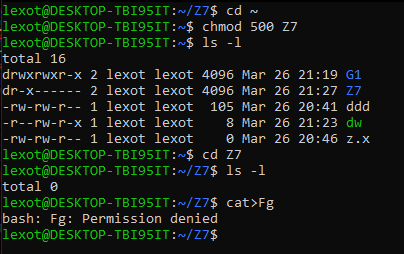 lexot@DESKTOP-TBI95IT:~/Z7$ cd ~
lexot@DESKTOP-TBI95IT:~$ chmod 500 Z7
lexot@DESKTOP-TBI95IT:~$ ls -l
total 16
drwxrwxr-x 2 lexot lexot 4096 Mar 26 21:19 G1
dr-x------ 2 lexot lexot 4096 Mar 26 21:27 Z7
-rw-rw-r-- 1 lexot lexot  105 Mar 26 20:41 ddd
-r--rw-r-x 1 lexot lexot    8 Mar 26 21:23 dw
-rw-rw-r-- 1 lexot lexot    0 Mar 26 20:46 z.x
lexot@DESKTOP-TBI95IT:~$ cd Z7
lexot@DESKTOP-TBI95IT:~/Z7$ ls -l
total 0
lexot@DESKTOP-TBI95IT:~/Z7$ cat>Fg
bash: Fg: Permission denied
lexot@DESKTOP-TBI95IT:~/Z7$